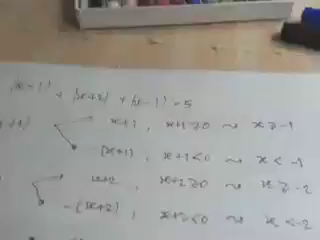 |x+1| + |x+2| + |x-1| = 5
x+1, x+1≥0 ~ x≥-1
(x+1), x+1<0 ~ x < -1
x+2, x+2≥0 ~ x ≥ -2
-(x+2), x+2<0 ~ x < -2